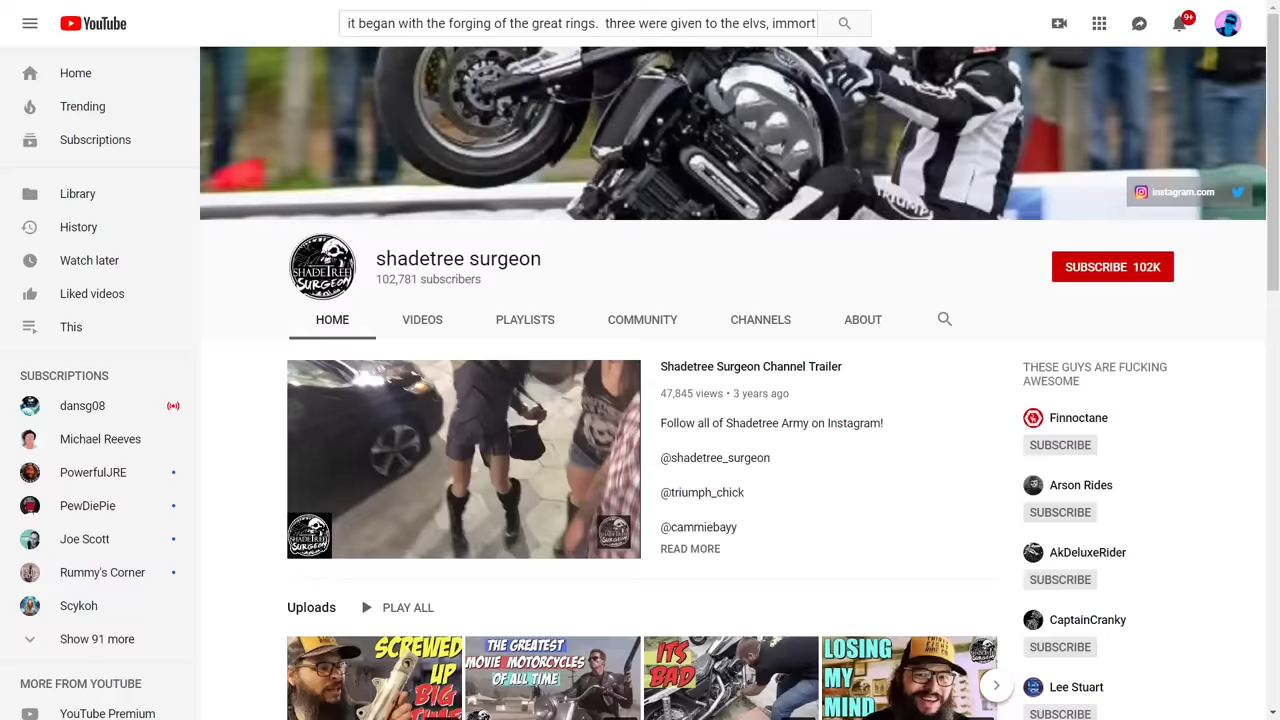 YouTube
it began with the forging of the great rings.  three were given to the elvs, immort
9+
Home
Trending
Subscriptions
Library
History
Watch later
Liked videos
This
SUBSCRIPTIONS
dansg08
Michael Reeves
PowerfulJRE
PewDiePie
Joe Scott
Rummy's Corner
Scykoh
Show 91 more
MORE FROM YOUTUBE
YouTube Premium
TRIUMPH
instagram.com
SHADETREE
SURGEON
shadetree surgeon
102,781 subscribers
SUBSCRIBE 102K
HOME
VIDEOS
PLAYLISTS
COMMUNITY
CHANNELS
ABOUT
Shadetree Surgeon Channel Trailer
47,845 views • 3 years ago
Follow all of Shadetree Army on Instagram!
@shadetree_surgeon
@triumph_chick
@cammiebayy
READ MORE
THESE GUYS ARE FUCKING
AWESOME
Finnoctane
SUBSCRIBE
Arson Rides
SUBSCRIBE
AkDeluxeRider
SUBSCRIBE
CaptainCranky
SUBSCRIBE
Lee Stuart
SUBSCRIBE
Uploads
PLAY ALL
SCREWED
UP
BIG
THE GREATEST
MOVIE MOTORCYCLES
OF ALL TIME
ITS
BAD
LOSING
MY
MIND